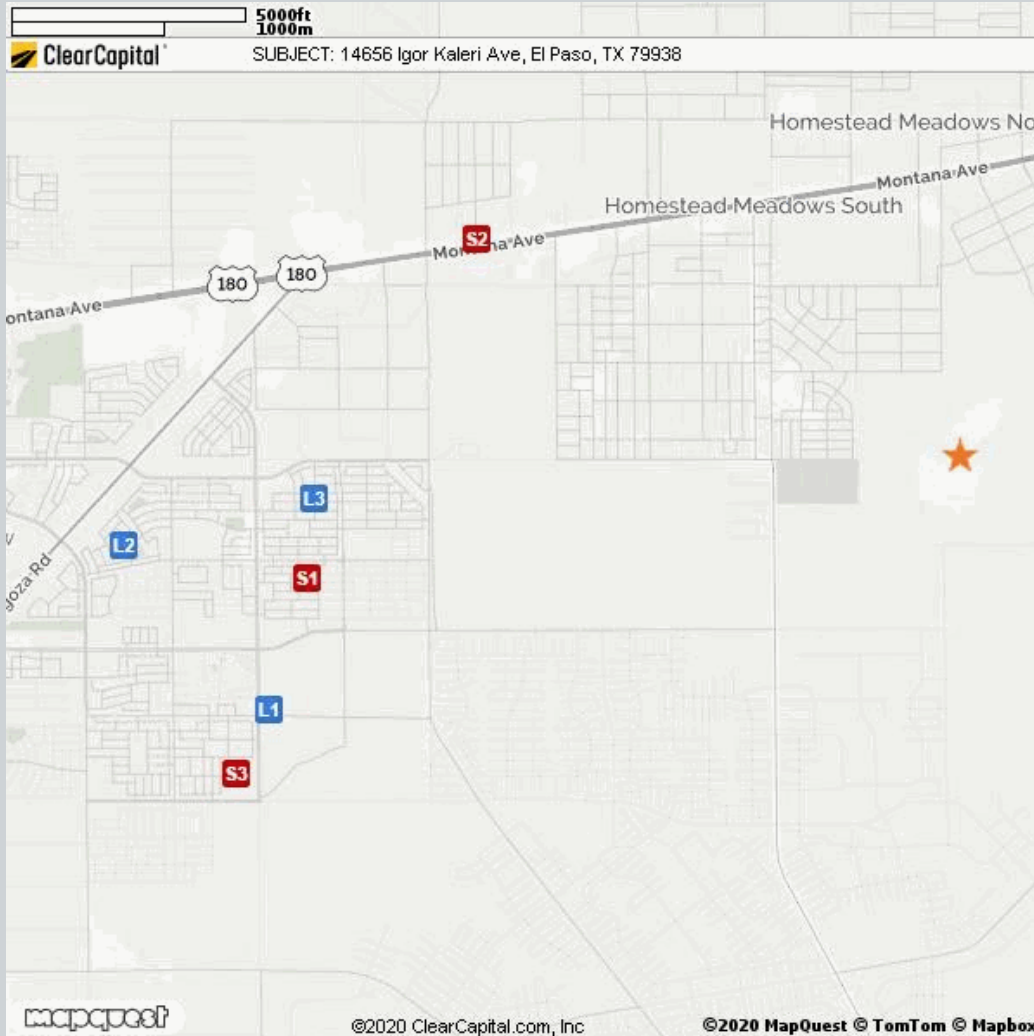 5000ft
1000m
ClearCapital
SUBJECT: 14656 Igor Kaleri Ave, El Paso, TX 79938
Homestead Meadows No
Montana Ave
Homestead Meadows South
S2
Montana Ave
180
180
ontana Ave
L3
L2
S1
goza Rd
L1
S3
mapquest
©2020 ClearCapital.com, Inc
©2020 MapQuest © TomTom © Mapbox